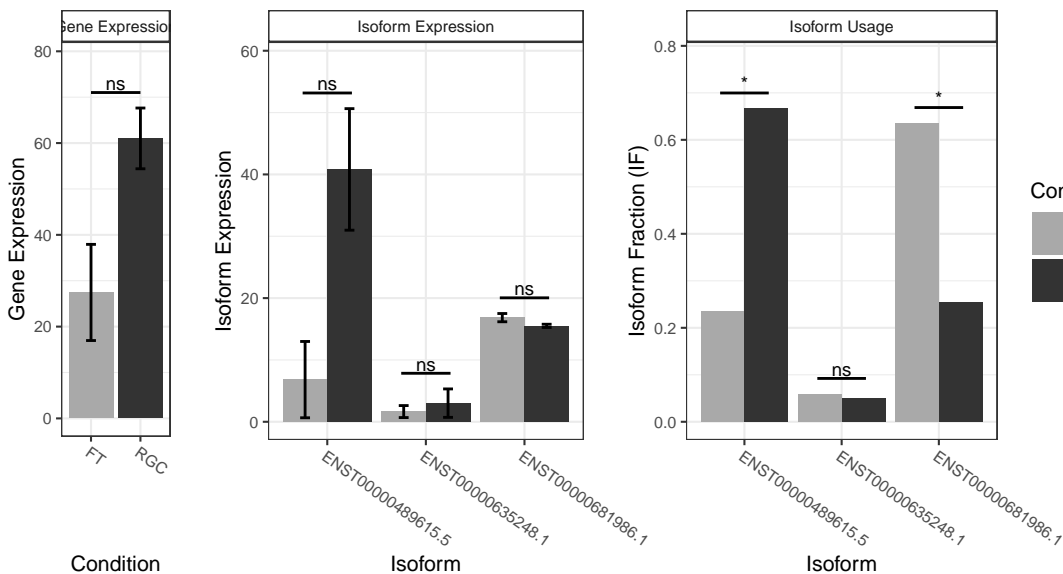 Gene Expression
Isoform Expression
Isoform Usage
Gene Expression
80
60
40
20
0
ns
FT
RGC
Condition
Isoform Expression
60
40
20
0
ns
ns
ns
ENST00000489615.5
ENST00000635248.1
ENST00000681986.1
Isoform
Isoform Fraction (IF)
0.8
0.6
0.4
0.2
0.0
*
ns
*
ENST00000489615.5
ENST00000635248.1
ENST00000681986.1
Isoform